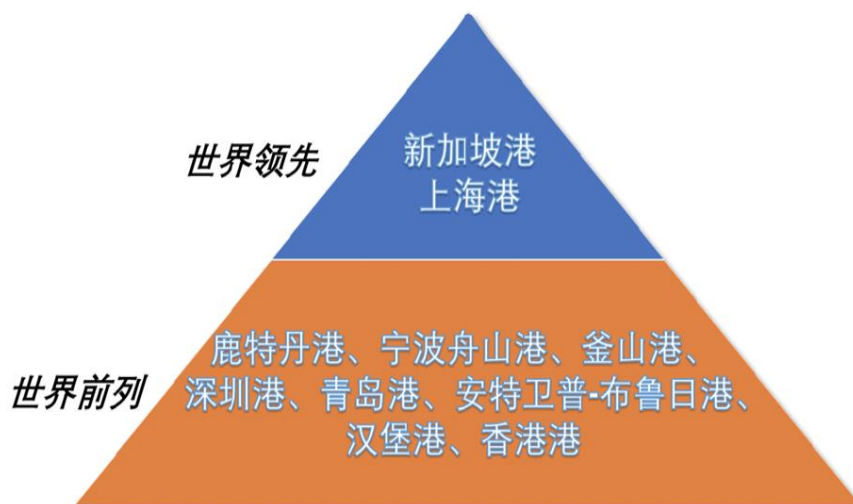 世界领先
新加坡港
上海港
世界前列
鹿特丹港、宁波舟山港、釜山港、
深圳港、青岛港、安特卫普-布鲁日港、
汉堡港、香港港